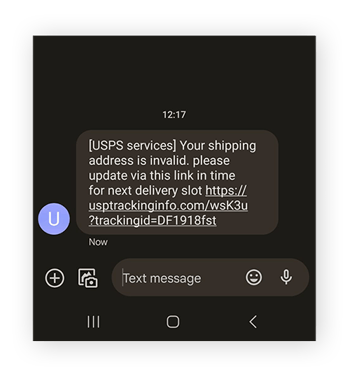 12:17
[USPS services] Your shipping
address is invalid. please
update via this link in time
for next delivery slot https://
usptrackinginfo.com/wsK3u
?trackingid=DF1918fst
U
Now
Text message